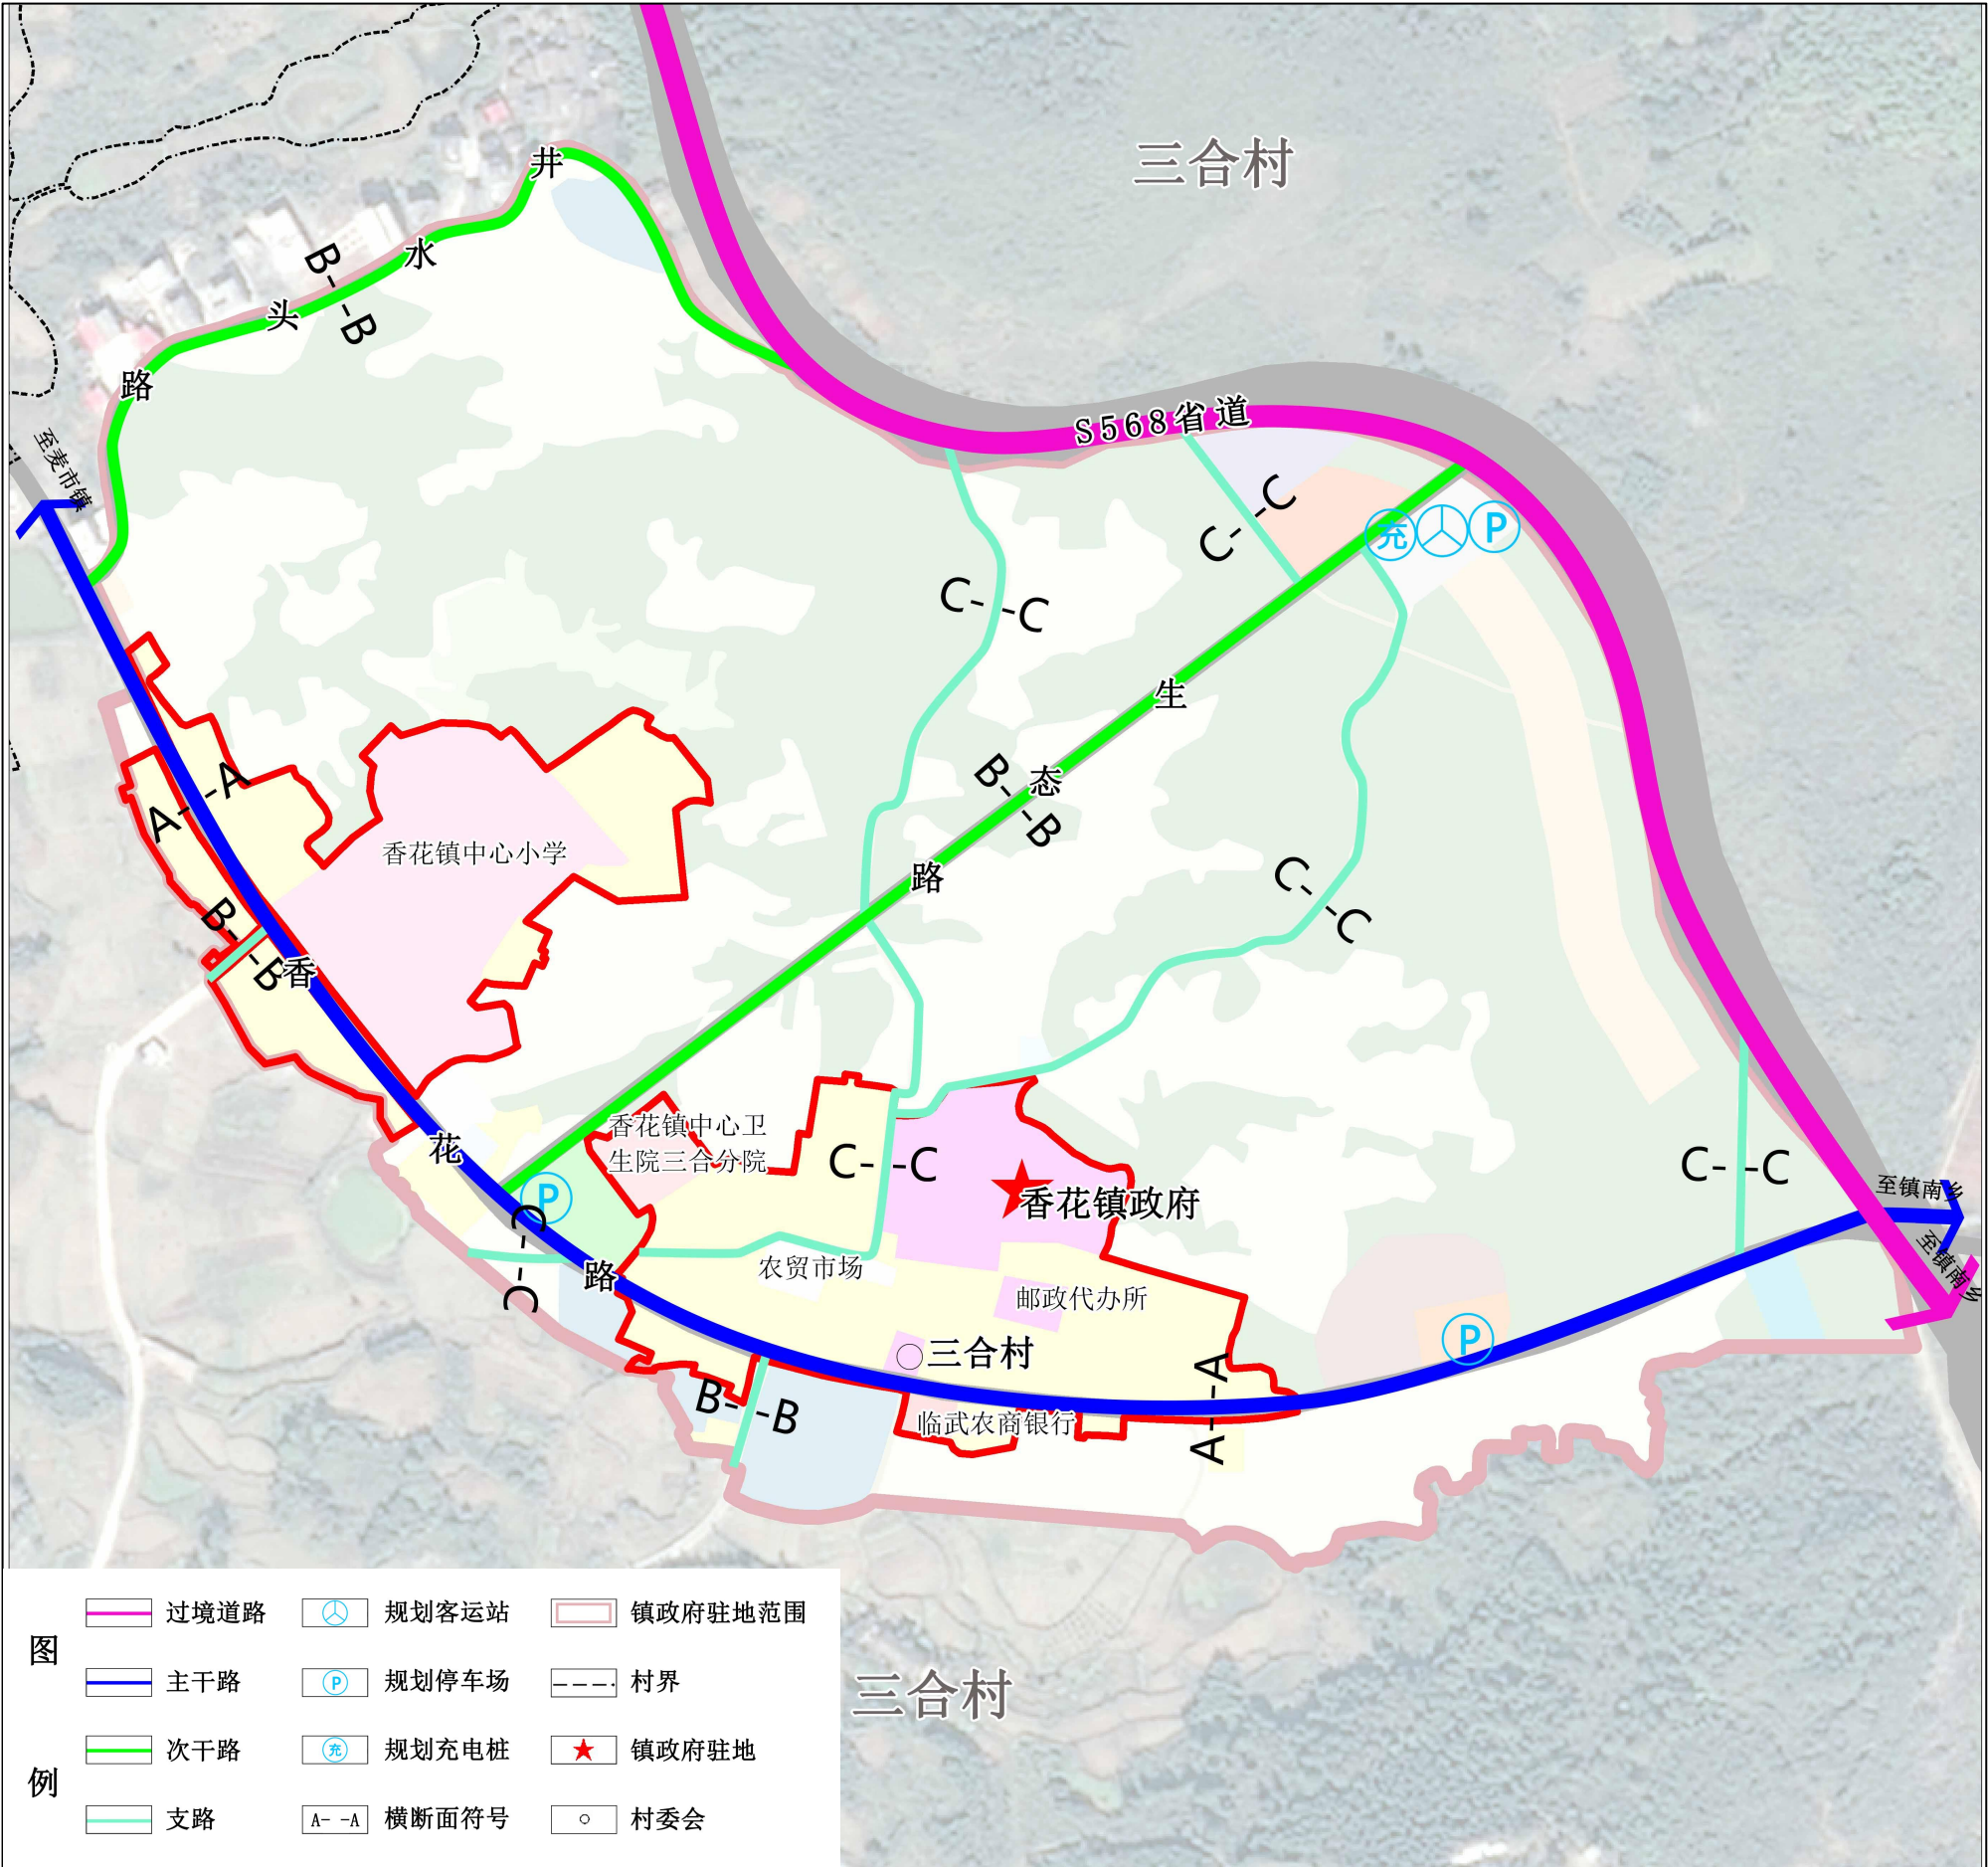 三合村
井
水
B- -B
头
路
S568省道
至麦市镇
C- -C
充
P
C- -C
生
态
B- -B
路
A- -A
香花镇中心小学
C- -C
B- -B
香
花
香花镇中心卫
生院三合分院
C- -C
C- -C
P
香花镇政府
至镇南乡
至镇南乡
C- -C
路
农贸市场
邮政代办所
三合村
P
A- -A
B- -B
临武农商银行
三合村
图例
过境道路
规划客运站
镇政府驻地范围
主干路
P
规划停车场
村界
次干路
充
规划充电桩
镇政府驻地
支路
A- -A
横断面符号
村委会